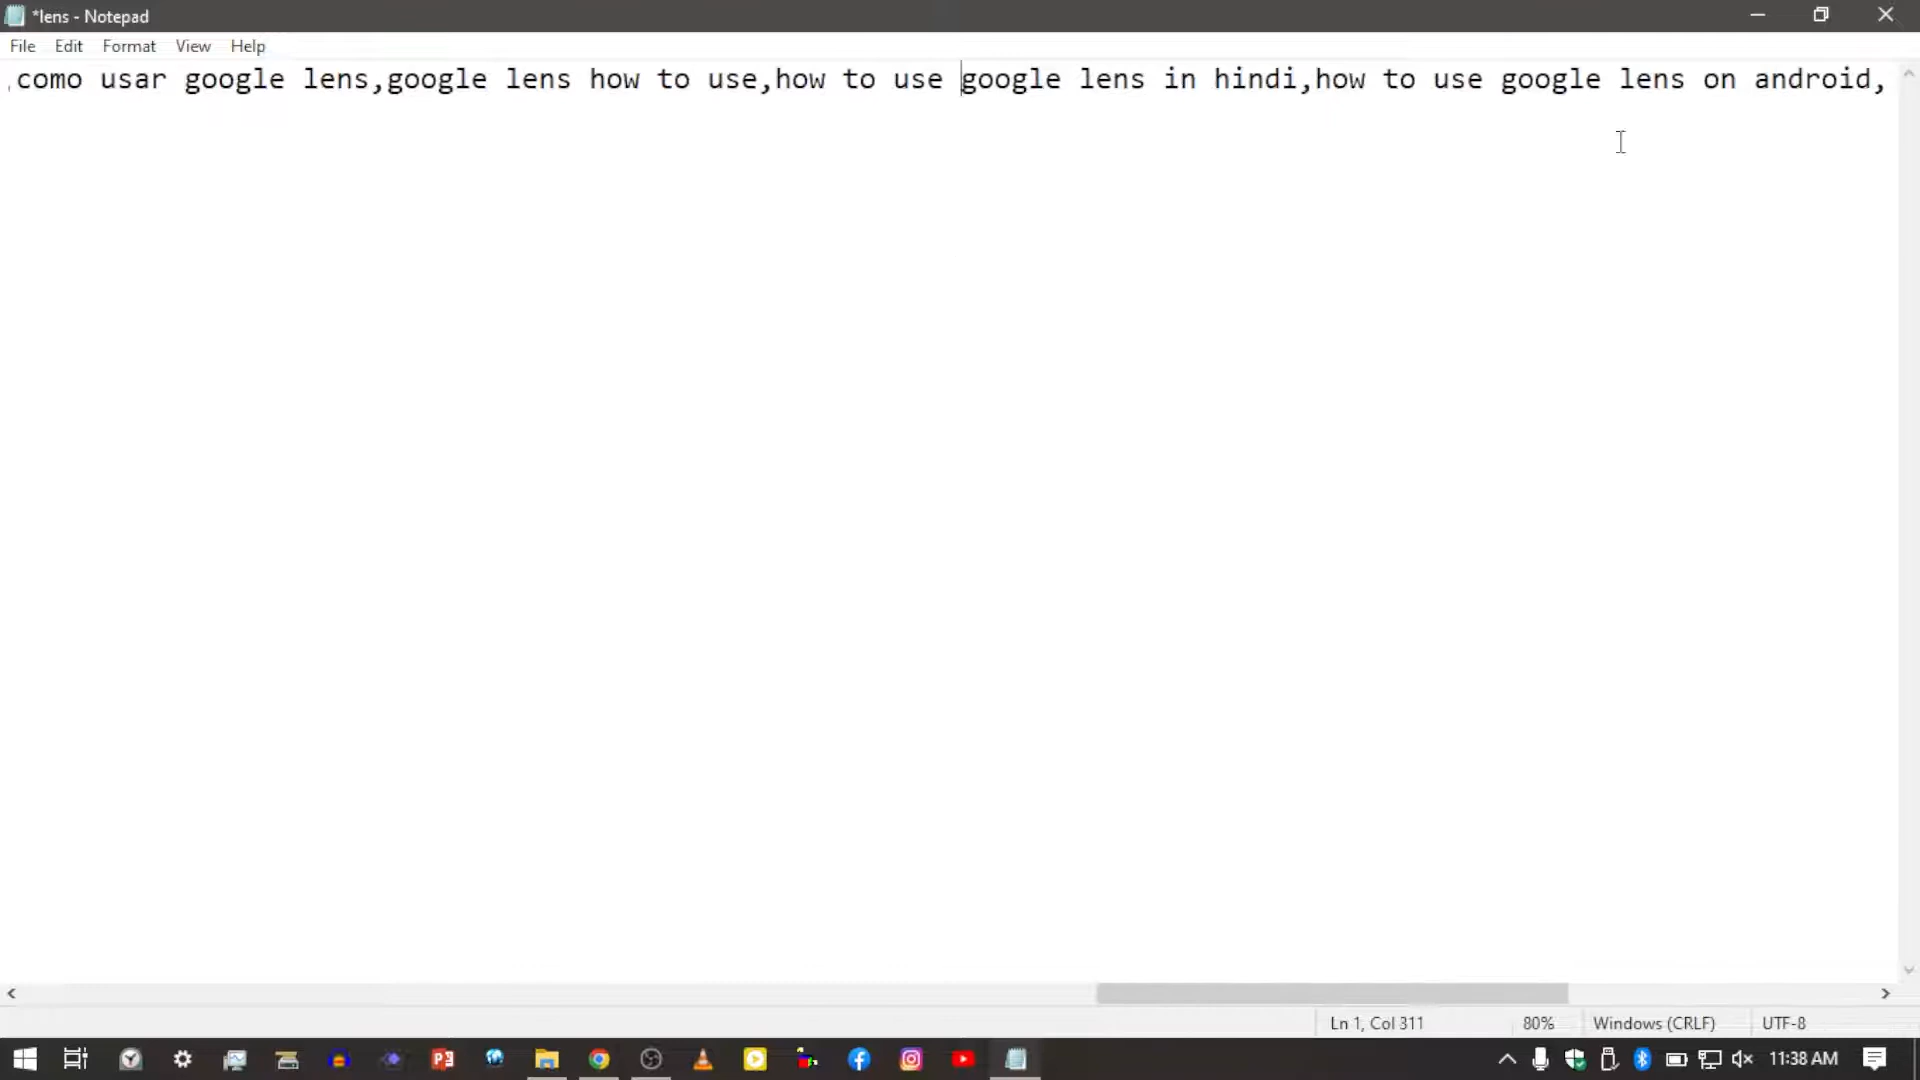 *lens - Notepad
File Edit Format View Help
,como usar google lens,google lens how to use,how to use google lens in hindi,how to use google lens on android,
Ln 1, Col 311 80% Windows (CRLF) UTF-8
11:38 AM